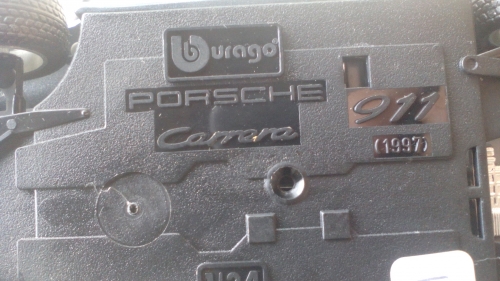 burago
PORSCHE
911
Carrera
(1997)